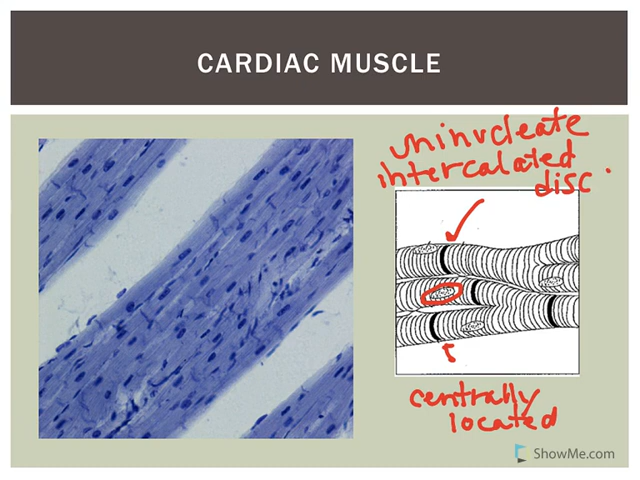 CARDIAC MUSCLE
uninucleate
intercalated
disc.
centrally
located
ShowMe.com